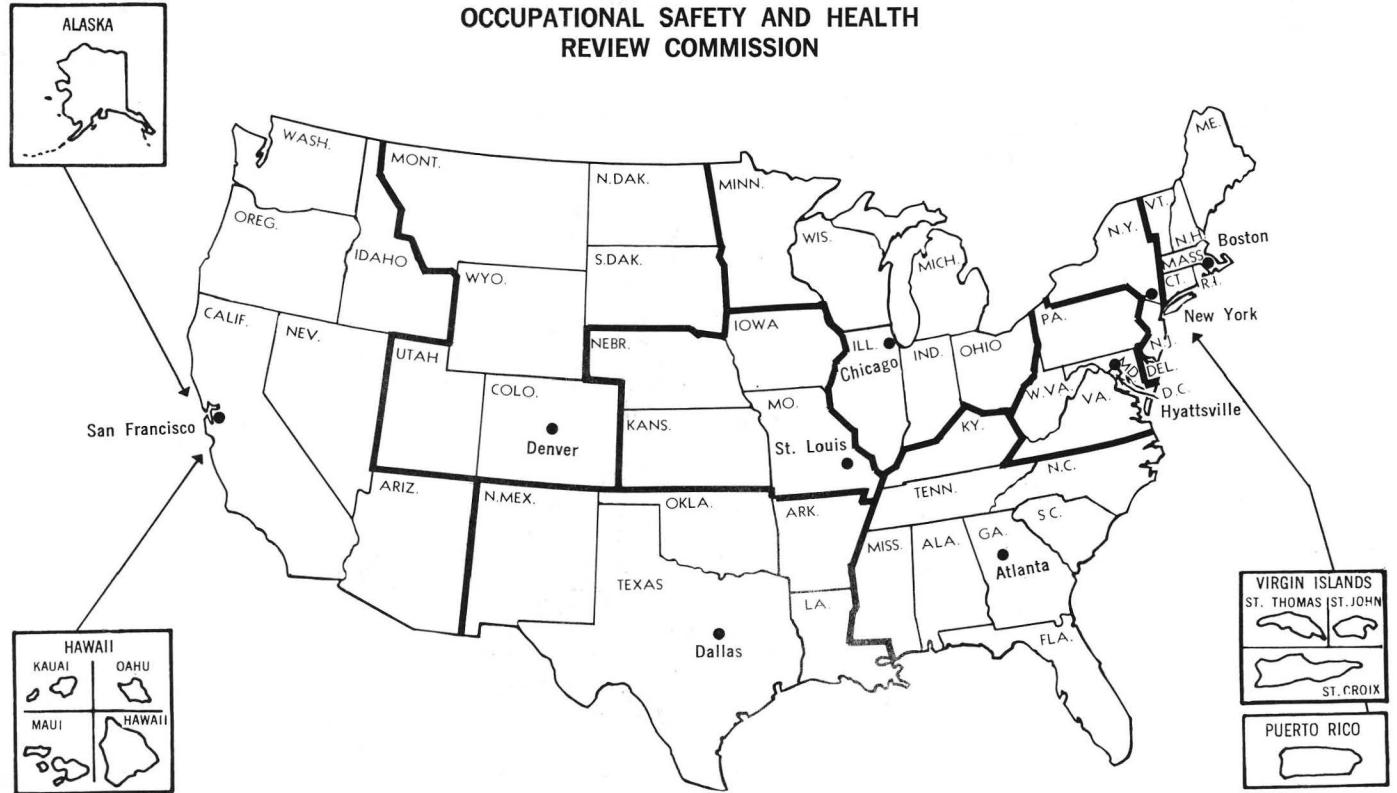 OCCUPATIONAL SAFETY AND HEALTH
REVIEW COMMISSION
ALASKA
WASH.
MONT.
N.DAK.
MINN.
ME.
OREG.
IDAHO
WYO.
S.DAK.
WIS.
MICH.
N.Y.
VT.
N.H.
Boston
MASS.
CT.
R.I.
CALIF.
NEV.
UTAH
COLO.
NEBR.
IOWA
ILL.
Chicago
IND.
OHIO
PA.
New York
N.J.
DEL.
MD.
D.C.
Hyattsville
W.VA.
VA.
San Francisco
Denver
KANS.
MO.
St. Louis
KY.
ARIZ.
N.MEX.
OKLA.
ARK.
TENN.
N.C.
S.C.
TEXAS
Dallas
LA.
MISS.
ALA.
GA.
Atlanta
FLA.
HAWAII
KAUAI
OAHU
MAUI
HAWAII
VIRGIN ISLANDS
ST. THOMAS
ST. JOHN
ST. CROIX
PUERTO RICO